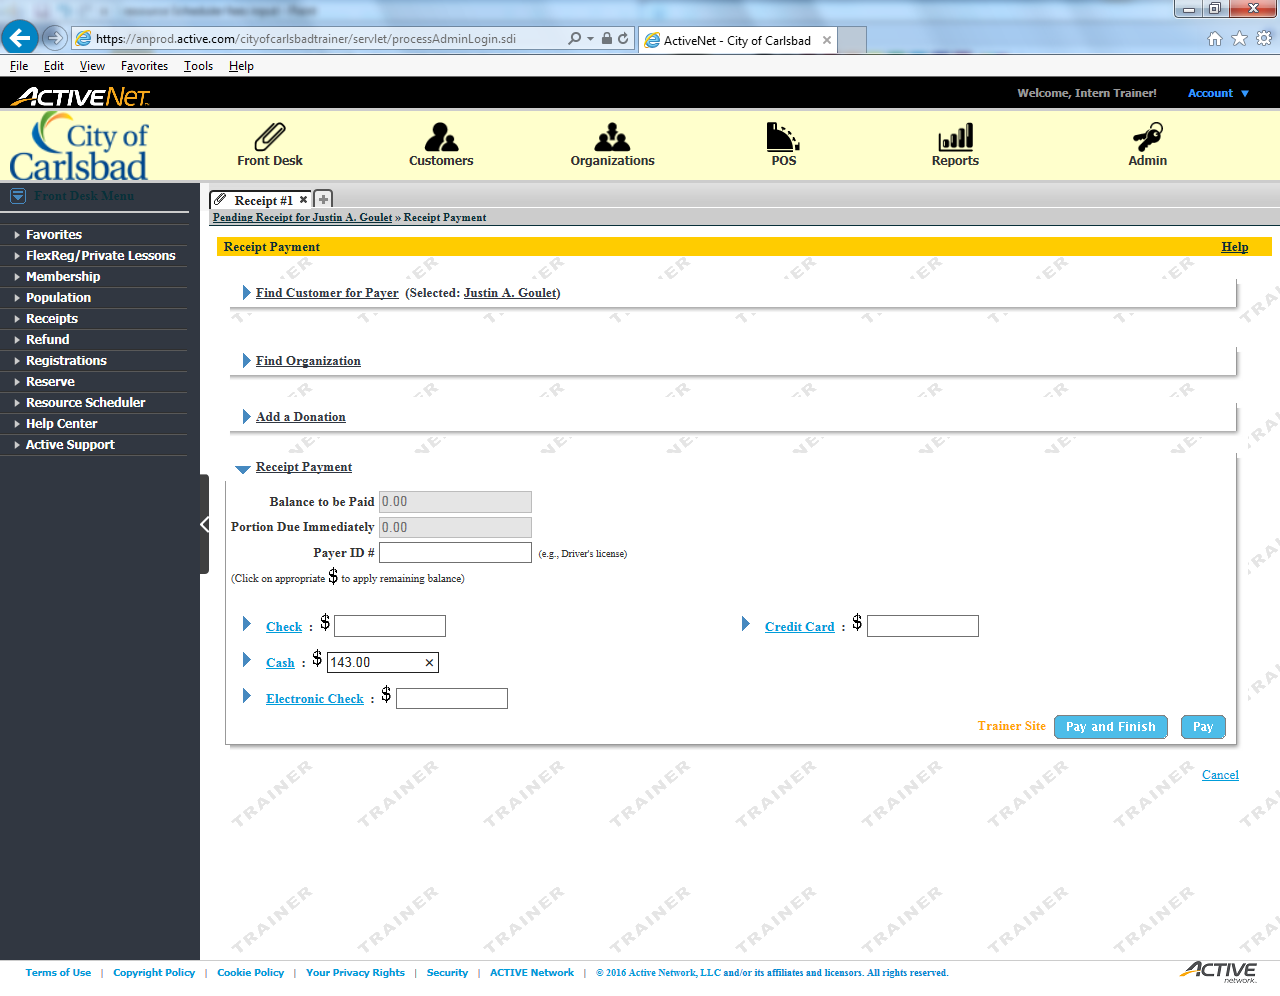 https://anprod.active.com/cityofcarlsbadtrainer/servlet/processAdminLogin.sdi
ActiveNet - City of Carlsbad
File Edit View Favorites Tools Help
ACTIVENET
Welcome, Intern Trainer! Account
City of Carlsbad
Front Desk Customers Organizations POS Reports Admin
Front Desk Menu
Favorites
FlexReg/Private Lessons
Membership
Population
Receipts
Refund
Registrations
Reserve
Resource Scheduler
Help Center
Active Support
Receipt #1
Pending Receipt for Justin A. Goulet » Receipt Payment
Receipt Payment Help
Find Customer for Payer (Selected: Justin A. Goulet)
Find Organization
Add a Donation
Receipt Payment
Balance to be Paid 0.00
Portion Due Immediately 0.00
Payer ID # (e.g., Driver's license)
(Click on appropriate $ to apply remaining balance)
Check : $
Credit Card : $
Cash : $ 143.00
Electronic Check : $
Trainer Site Pay and Finish Pay
Cancel
TRAINER
Terms of Use | Copyright Policy | Cookie Policy | Your Privacy Rights | Security | ACTIVE Network | © 2016 Active Network, LLC and/or its affiliates and licensors. All rights reserved.
ACTIVE network.